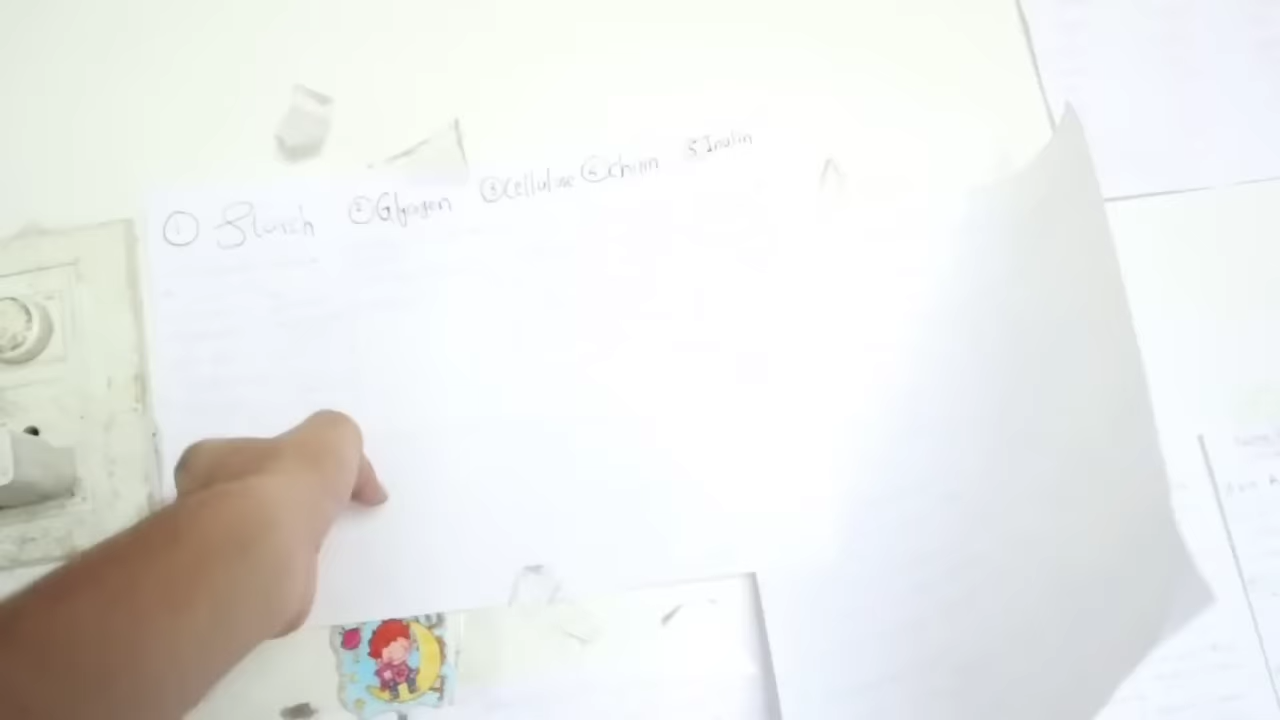 ① Starch ② Glycogen ③ Cellulose ④ Chitin 5 Inulin